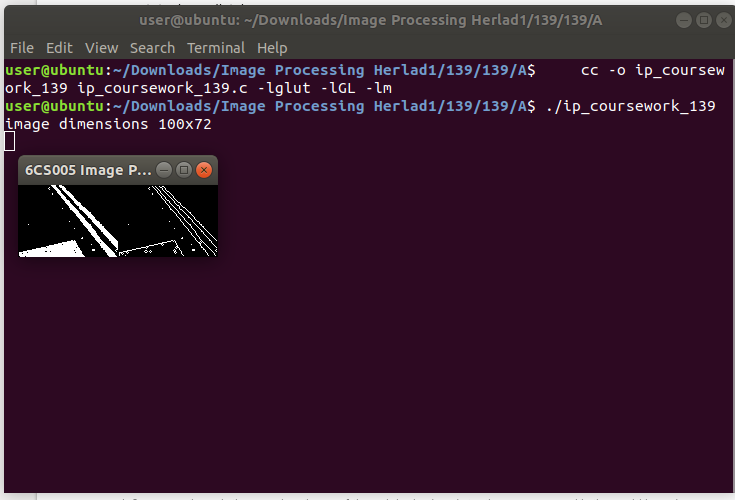 user@ubuntu: ~/Downloads/Image Processing Herlad1/139/139/A
File Edit View Search Terminal Help
user@ubuntu:~/Downloads/Image Processing Herlad1/139/139/A$     cc -o ip_coursew
ork_139 ip_coursework_139.c -lglut -lGL -lm
user@ubuntu:~/Downloads/Image Processing Herlad1/139/139/A$ ./ip_coursework_139
image dimensions 100x72
6CS005 Image P...